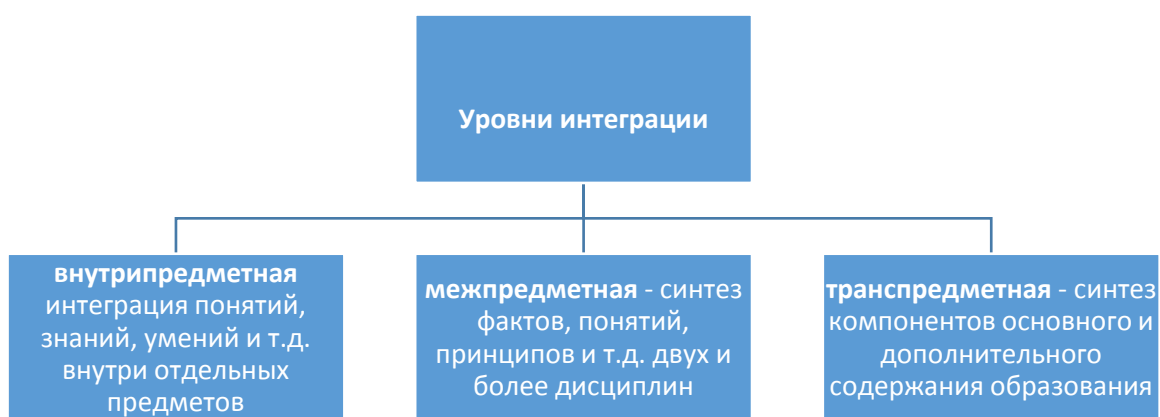 Уровни интеграции
внутрипредметная
интеграция понятий,
знаний, умений и т.д.
внутри отдельных
предметов
межпредметная - синтез
фактов, понятий,
принципов и т.д. двух и
более дисциплин
транспредметная - синтез
компонентов основного и
дополнительного
содержания образования